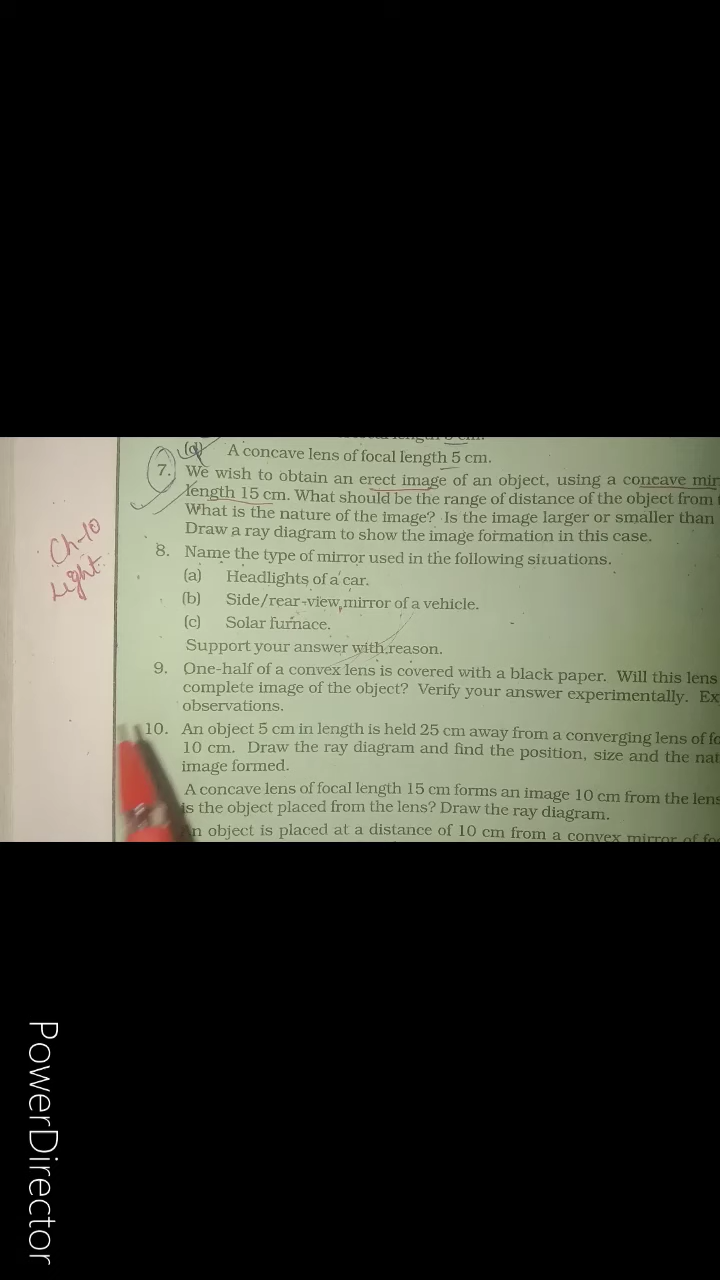 (d) A concave lens of focal length 5 cm.
7. We wish to obtain an erect image of an object, using a concave
length 15 cm. What should be the range of distance of the object from
What is the nature of the image? Is the image larger or smaller than
Draw a ray diagram to show the image formation in this case.
8. Name the type of mirror used in the following situations.
(a) Headlights of a car.
(b) Side/rear-view mirror of a vehicle.
(c) Solar furnace.
Support your answer with reason.
9. One-half of a convex lens is covered with a black paper. Will this lens
complete image of the object? Verify your answer experimentally.
observations.
10. An object 5 cm in length is held 25 cm away from a converging lens of
10 cm. Draw the ray diagram and find the position, size and the
image formed.
A concave lens of focal length 15 cm forms an image 10 cm from the lens
is the object placed from the lens? Draw the ray diagram.
An object is placed at a distance of 10 cm from a convex mirror of
Ch-10
Light
PowerDirector